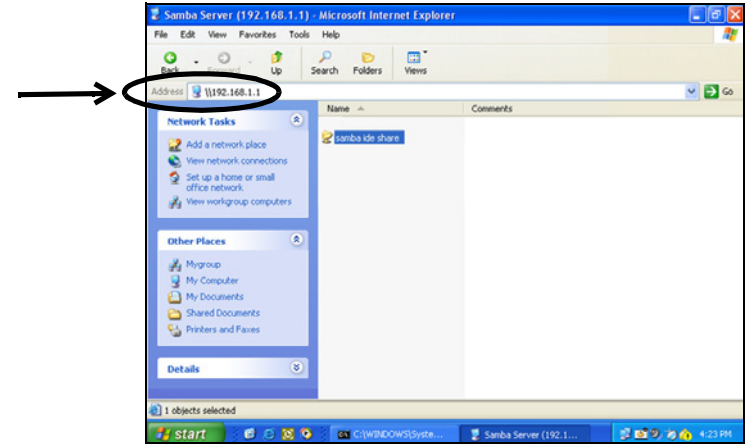 Samba Server (192.168.1.1) - Microsoft Internet Explorer
File Edit View Favorites Tools Help
Back Forward Up Search Folders Views
Address \\192.168.1.1 Go
Name Comments
Network Tasks
samba ide share
Add a network place
View network connections
Set up a home or small
office network
View workgroup computers
Other Places
Mygroup
My Computer
My Documents
Shared Documents
Printers and Faxes
Details
1 objects selected
start C:\WINDOWS\Syste... Samba Server (192.1... 4:23 PM